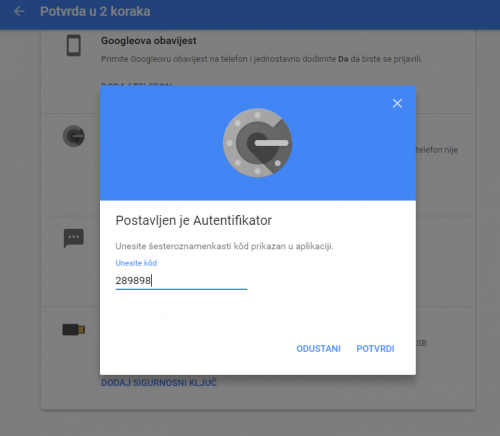 Potvrda u 2 koraka
Googleova obavijest
Primite Googleovu obavijest na telefon i jednostavno dodirnite Da da biste se prijavili.
DODAJ TELEFON
telefon nije
Postavljen je Autentifikator
Unesite šesteroznamenkasti kôd prikazan u aplikaciji.
Unesite kôd
289898
ODUSTANI POTVRDI
SB
DODAJ SIGURNOSNI KLJUČ